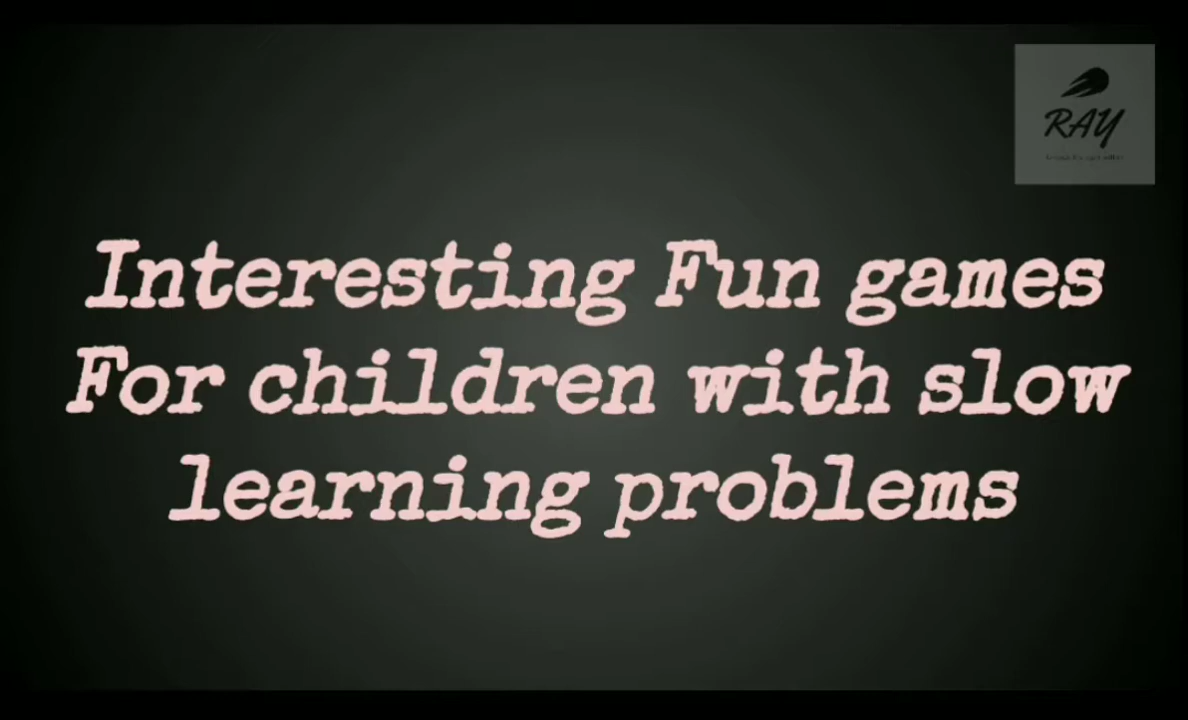 RAY
Interesting Fun games
For children with slow
learning problems